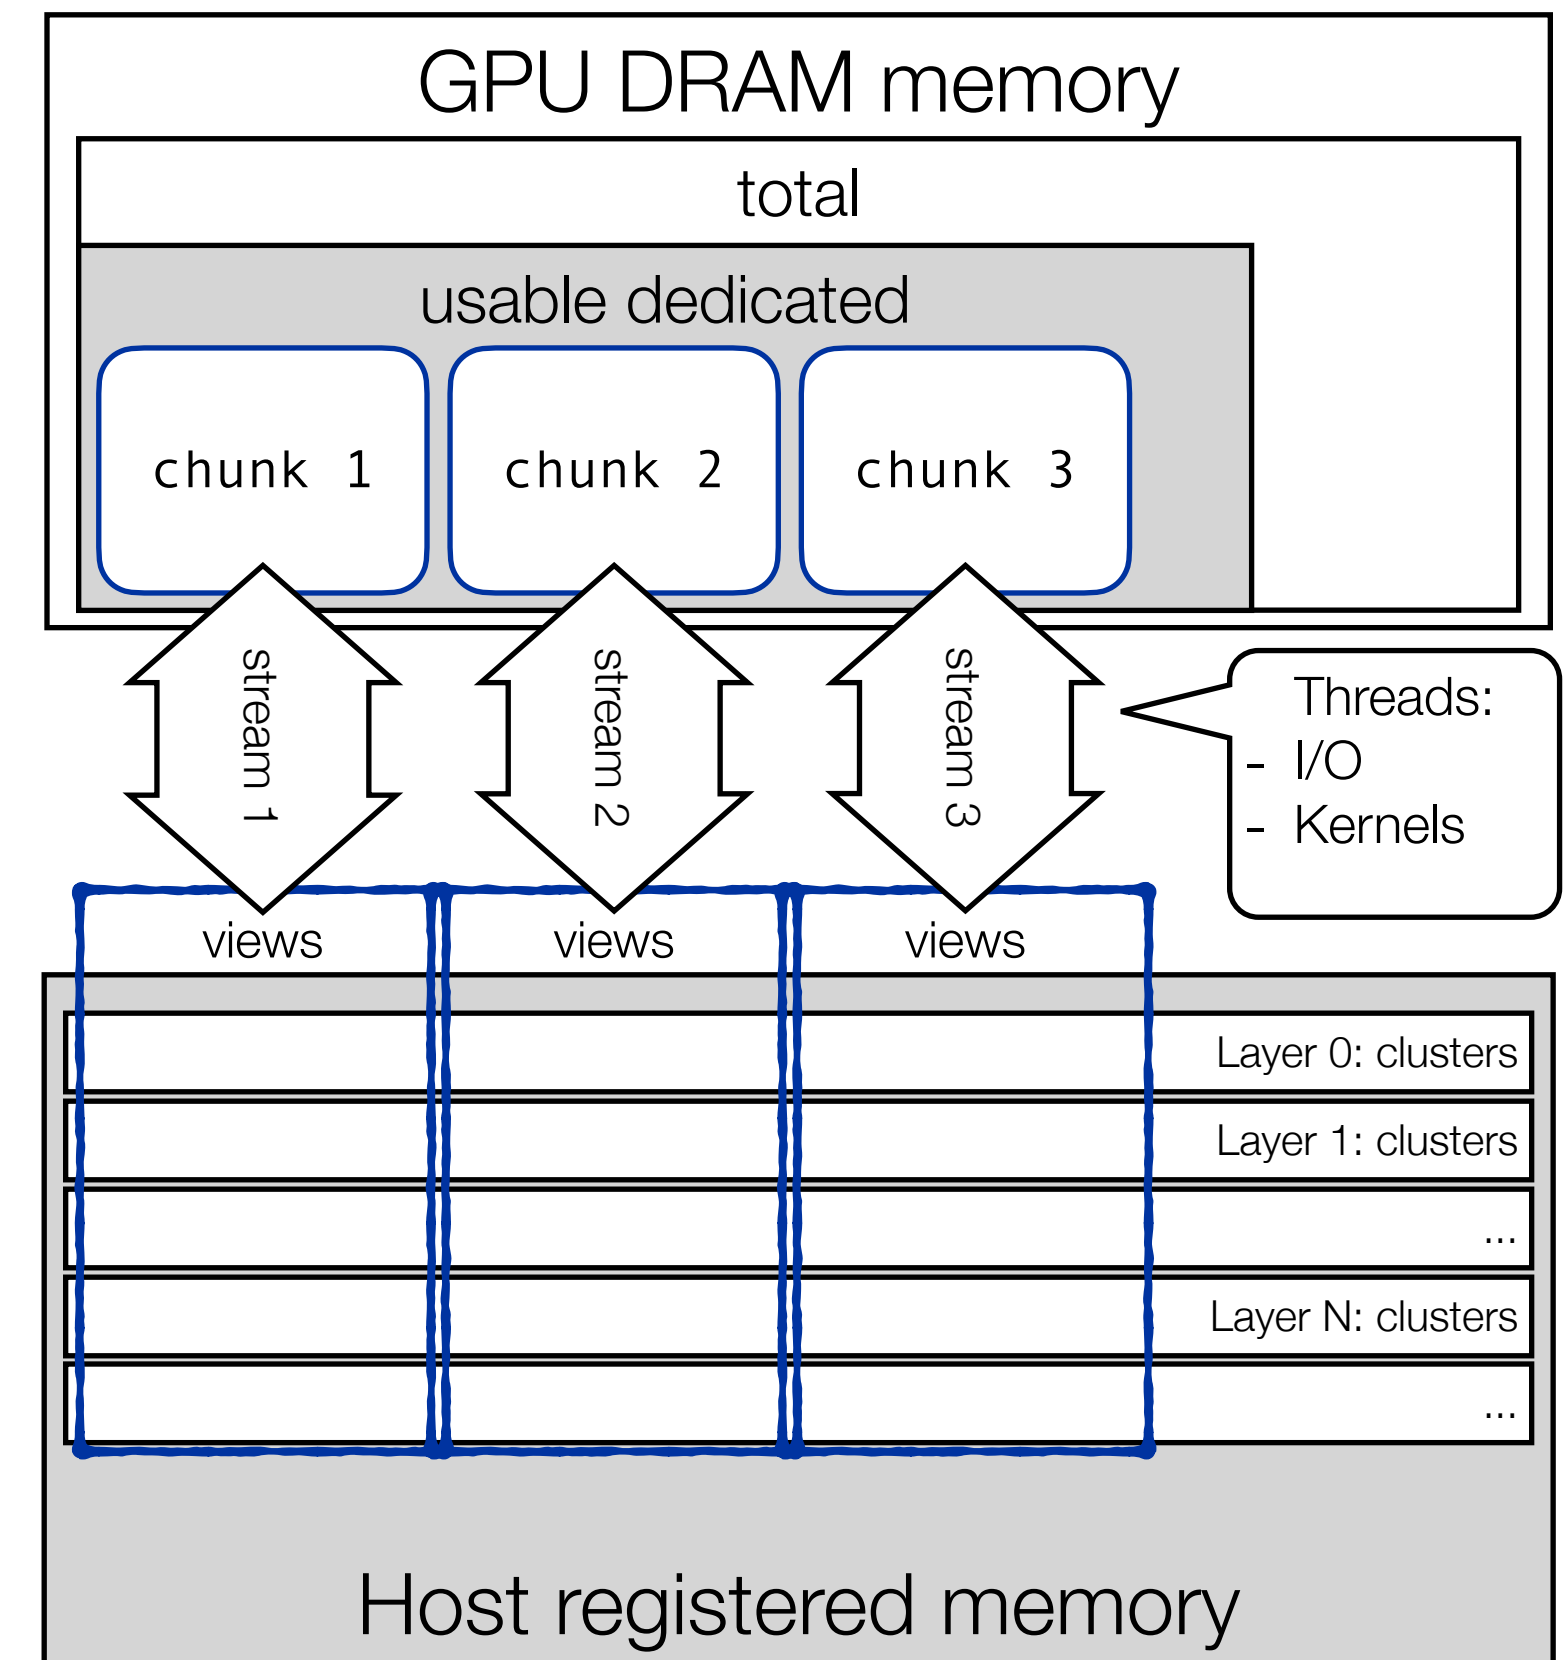 GPU DRAM memory
total
usable dedicated
chunk 1
chunk 2
chunk 3
stream 1
stream 2
stream 3
Threads:
- I/O
- Kernels
views
views
views
Layer 0: clusters
Layer 1: clusters
...
Layer N: clusters
...
Host registered memory